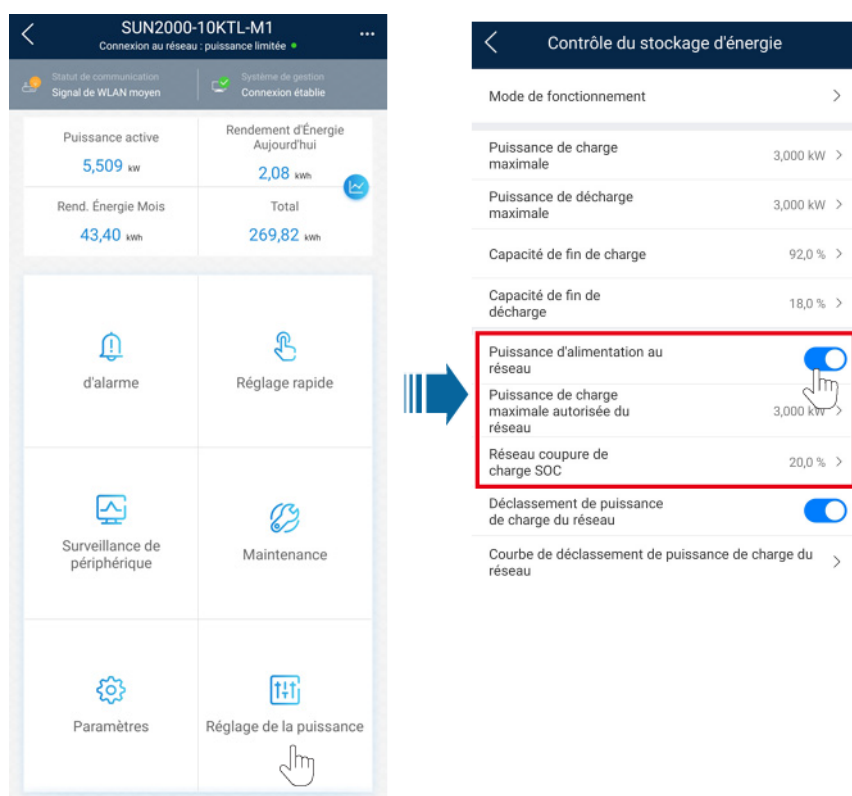 SUN2000-10KTL-M1
Connexion au réseau : puissance limitée
Statut de communication
Signal de WLAN moyen
Système de gestion
Connexion établie
Puissance active
5,509 kW
Rendement d'Énergie
Aujourd'hui
2,08 kWh
Rend. Énergie Mois
43,40 kWh
Total
269,82 kWh
d'alarme
Réglage rapide
Surveillance de
périphérique
Maintenance
Paramètres
Réglage de la puissance
Contrôle du stockage d'énergie
Mode de fonctionnement
Puissance de charge
maximale
3,000 kW
Puissance de décharge
maximale
3,000 kW
Capacité de fin de charge
92,0 %
Capacité de fin de
décharge
18,0 %
Puissance d'alimentation au
réseau
Puissance de charge
maximale autorisée du
réseau
3,000 kW
Réseau coupure de
charge SOC
20,0 %
Déclassement de puissance
de charge du réseau
Courbe de déclassement de puissance de charge du
réseau